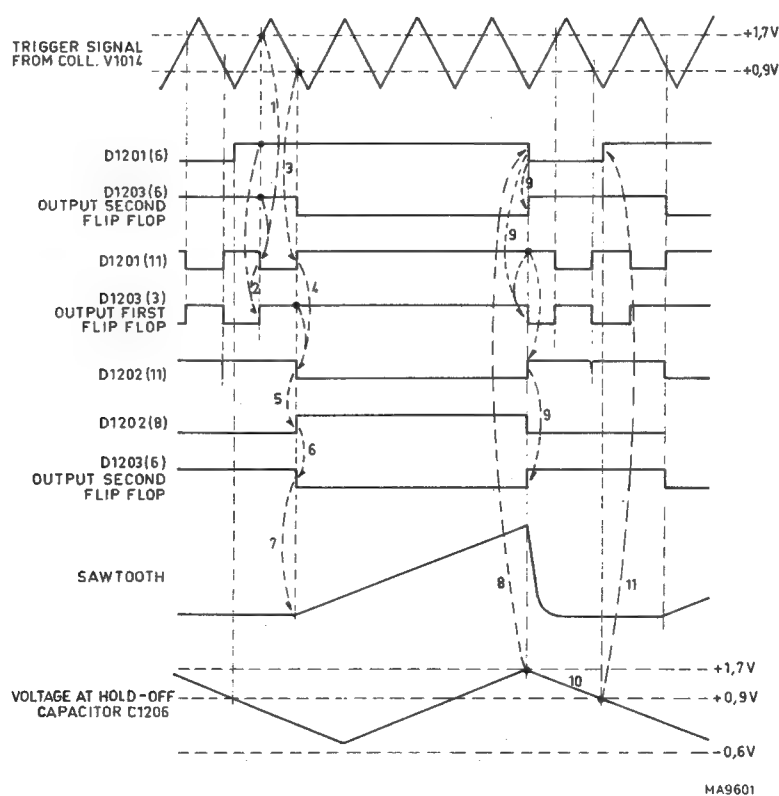 TRIGGER SIGNAL
FROM COLL. V1014
+1,7V
+0,9V
1
D1201(6)
3
9
D1203(6)
OUTPUT SECOND
FLIP FLOP
9
D1201(11)
2
4
D1203(3)
OUTPUT FIRST
FLIP FLOP
D1202(11)
5
9
D1202(8)
6
D1203(6)
OUTPUT SECOND
FLIP FLOP
7
SAWTOOTH
8
11
+1,7V
10
VOLTAGE AT HOLD-OFF
CAPACITOR C1206
+0,9V
+0,6V
MA9601